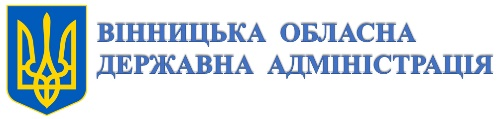 ВІННИЦЬКА ОБЛАСНА
ДЕРЖАВНА АДМІНІСТРАЦІЯ